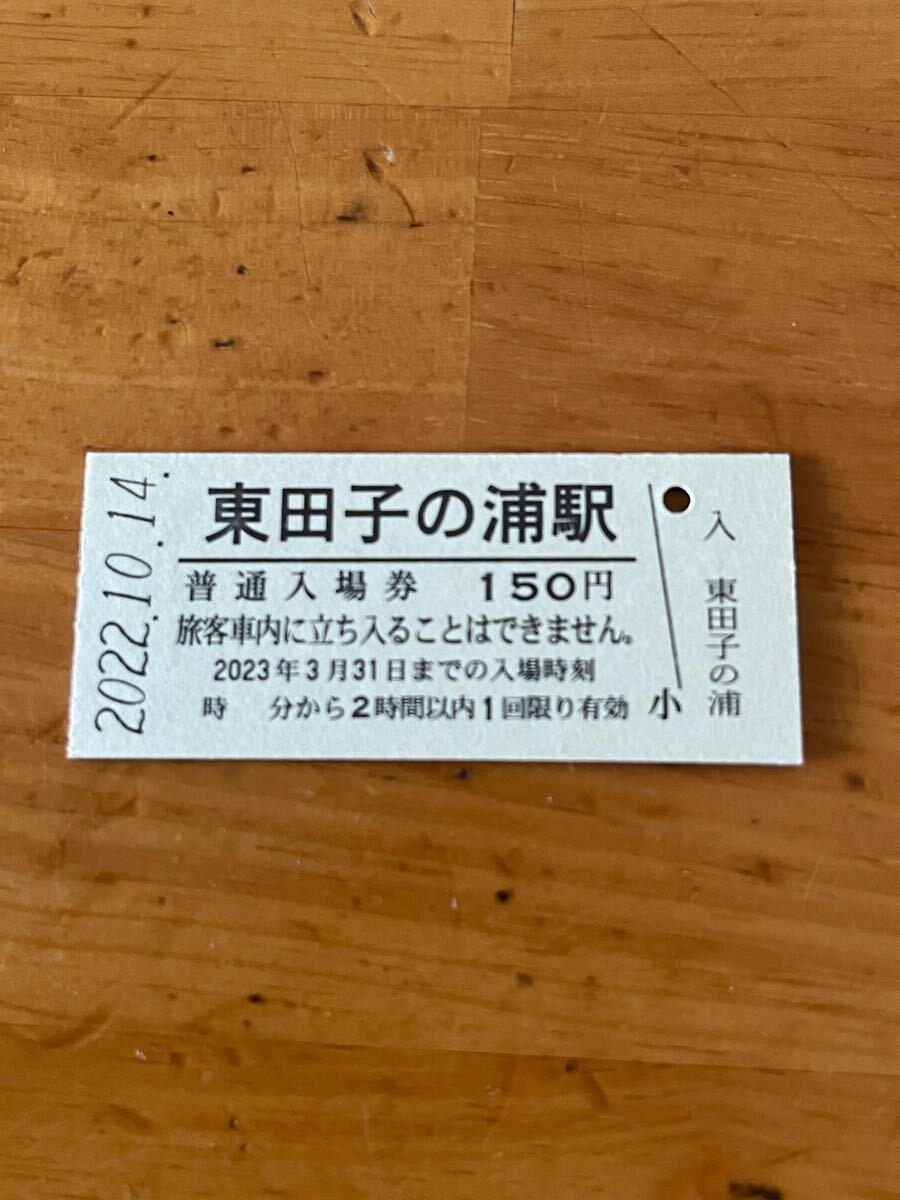 2022.10.14.
東田子の浦駅
普通入場券 150円
旅客車内に立ち入ることはできません。
2023年3月31日までの入場時刻
時 分から2時間以内1回限り有効
小
入 東田子の浦